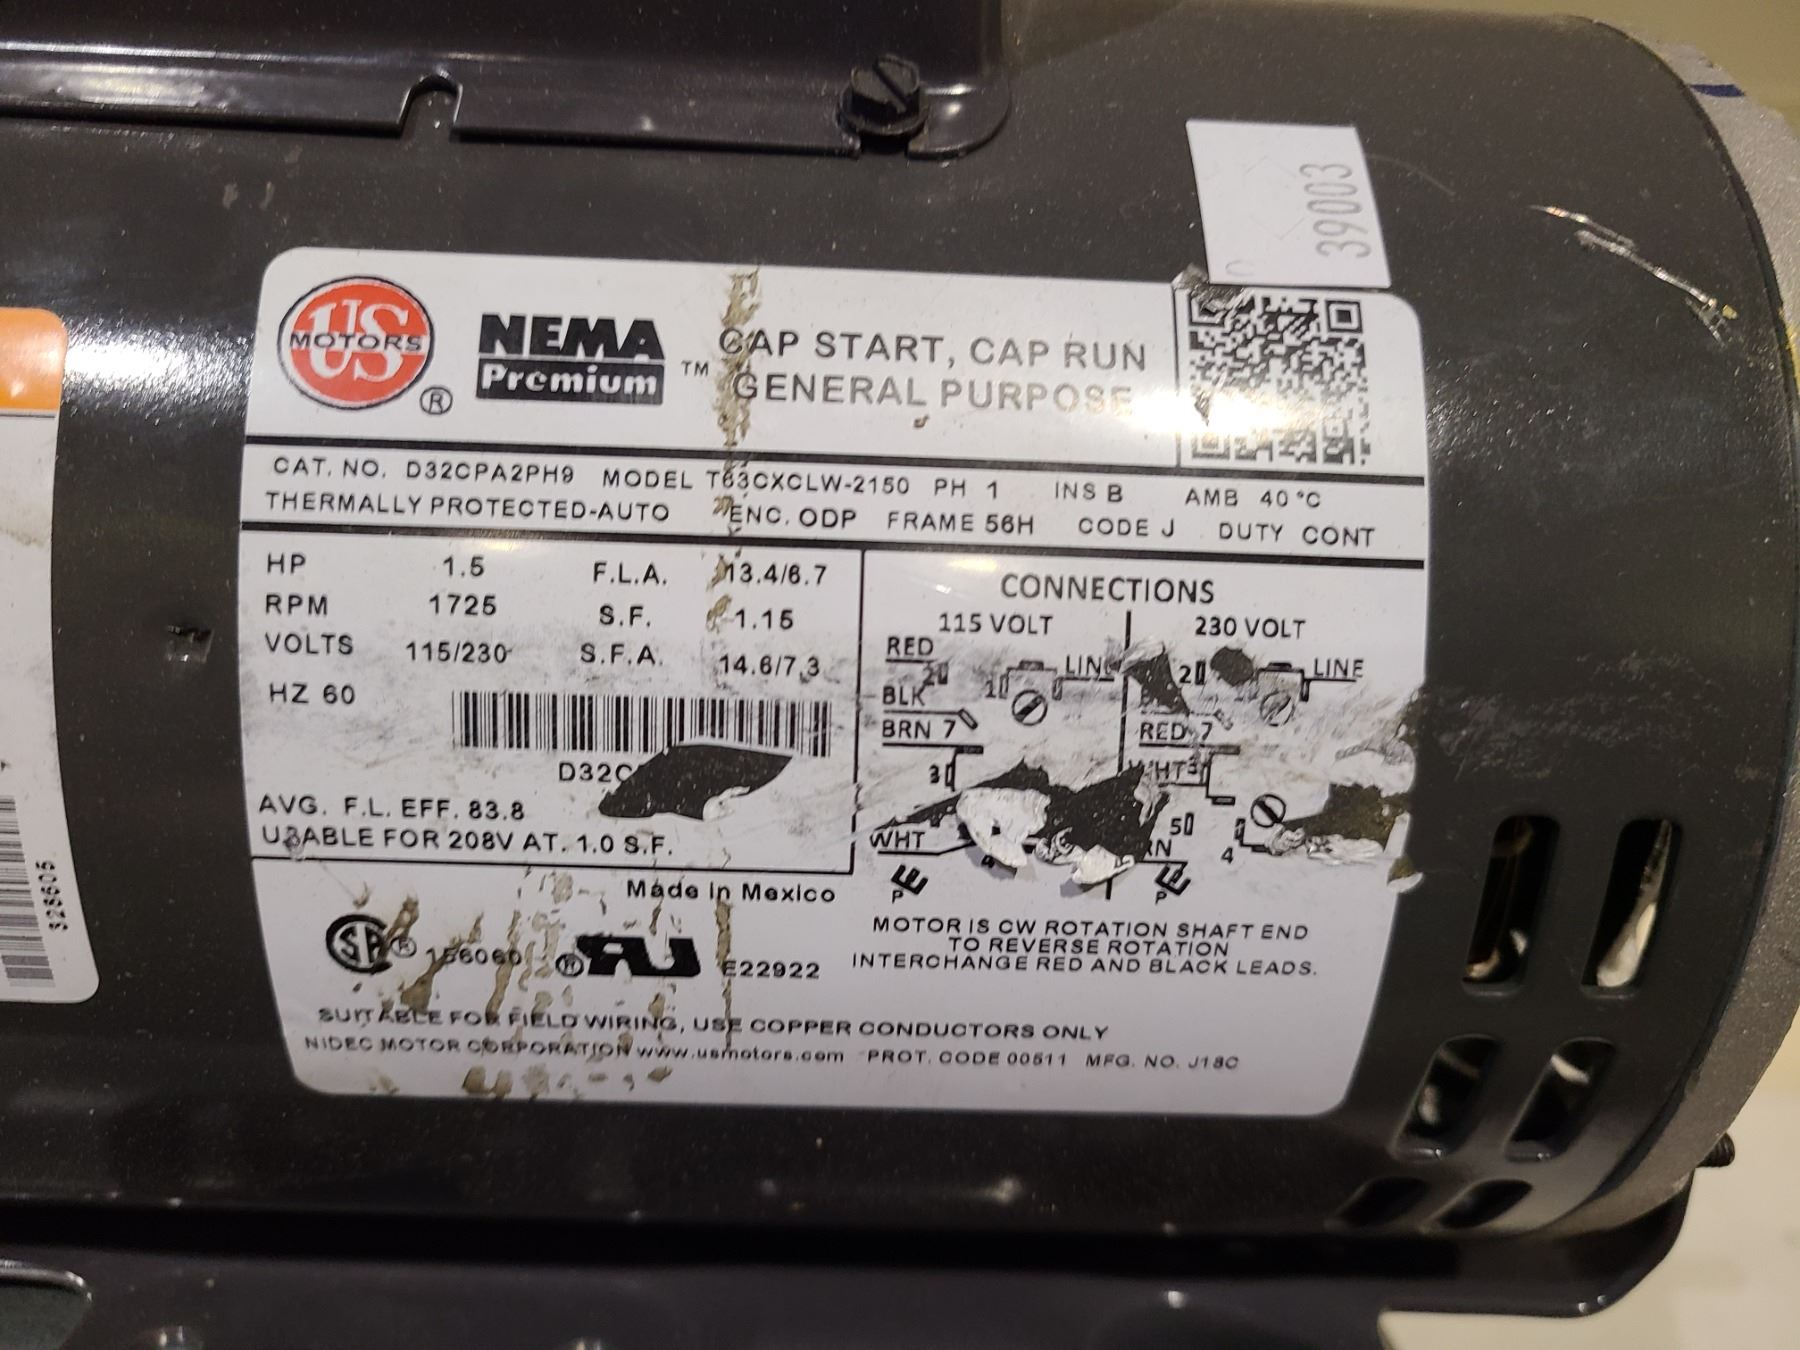 39003
US
MOTORS
®
NEMA
Premium
™
CAP START, CAP RUN
GENERAL PURPOSE
CAT. NO. D32CPA2PH9 MODEL T63CXCLW-2150 PH 1 INS B AMB 40 °C
THERMALLY PROTECTED-AUTO ENC. ODP FRAME 56H CODE J DUTY CONT
HP 1.5 F.L.A. 13.4/6.7
RPM 1725 S.F. 1.15
VOLTS 115/230 S.F.A. 14.6/7.3
HZ 60
D32C
AVG. F.L. EFF. 83.8
USABLE FOR 208V AT. 1.0 S.F.
CONNECTIONS
115 VOLT 230 VOLT
RED 2 1 LINE
BLK
BRN 7
3
WHT
2 LINE
RED 7
WHT 3
5
4
Made in Mexico
SA ® 156060 ® RU E22922
MOTOR IS CW ROTATION SHAFT END
TO REVERSE ROTATION
INTERCHANGE RED AND BLACK LEADS.
SUITABLE FOR FIELD WIRING, USE COPPER CONDUCTORS ONLY
NIDEC MOTOR CORPORATION www.usmotors.com PROT. CODE 00511 MFG. NO. J18C